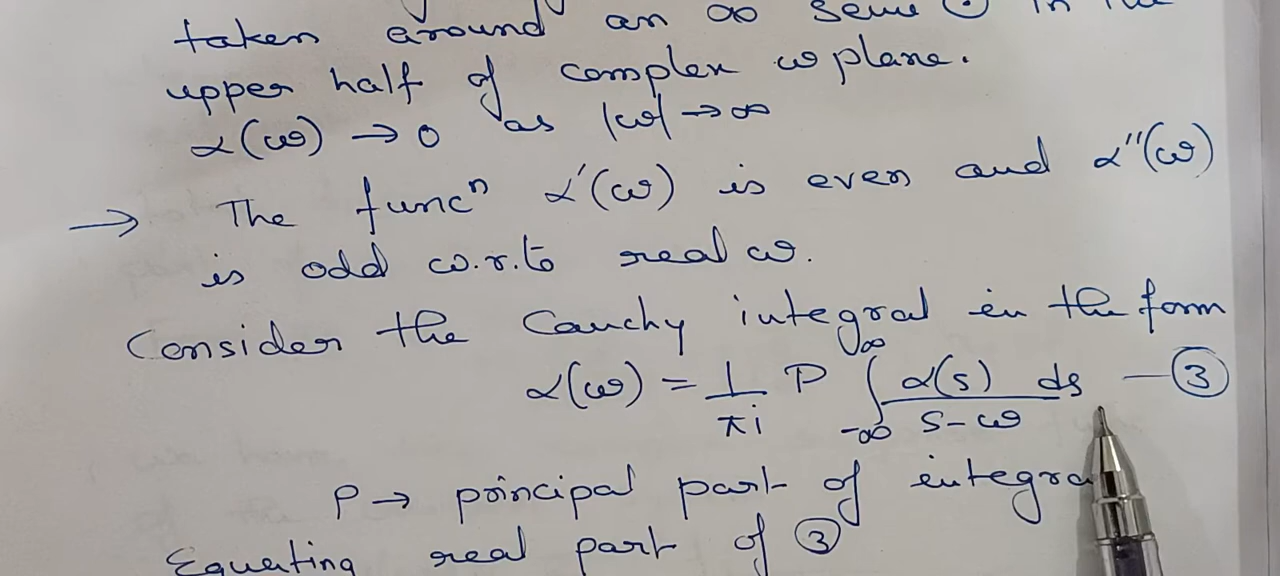 taken around an ∞ semi ⊙ in the
upper half of complex ω plane.
α(ω) → 0 as |ω| → ∞
→ The funcⁿ α'(ω) is even and α''(ω)
is odd w.r.to real ω.
Consider the Cauchy integral in the form
α(ω) = 1/πi P ∫_{-∞}^{∞} α(s) ds / s-ω — ③
P → principal part of integra
Equating real part of ③